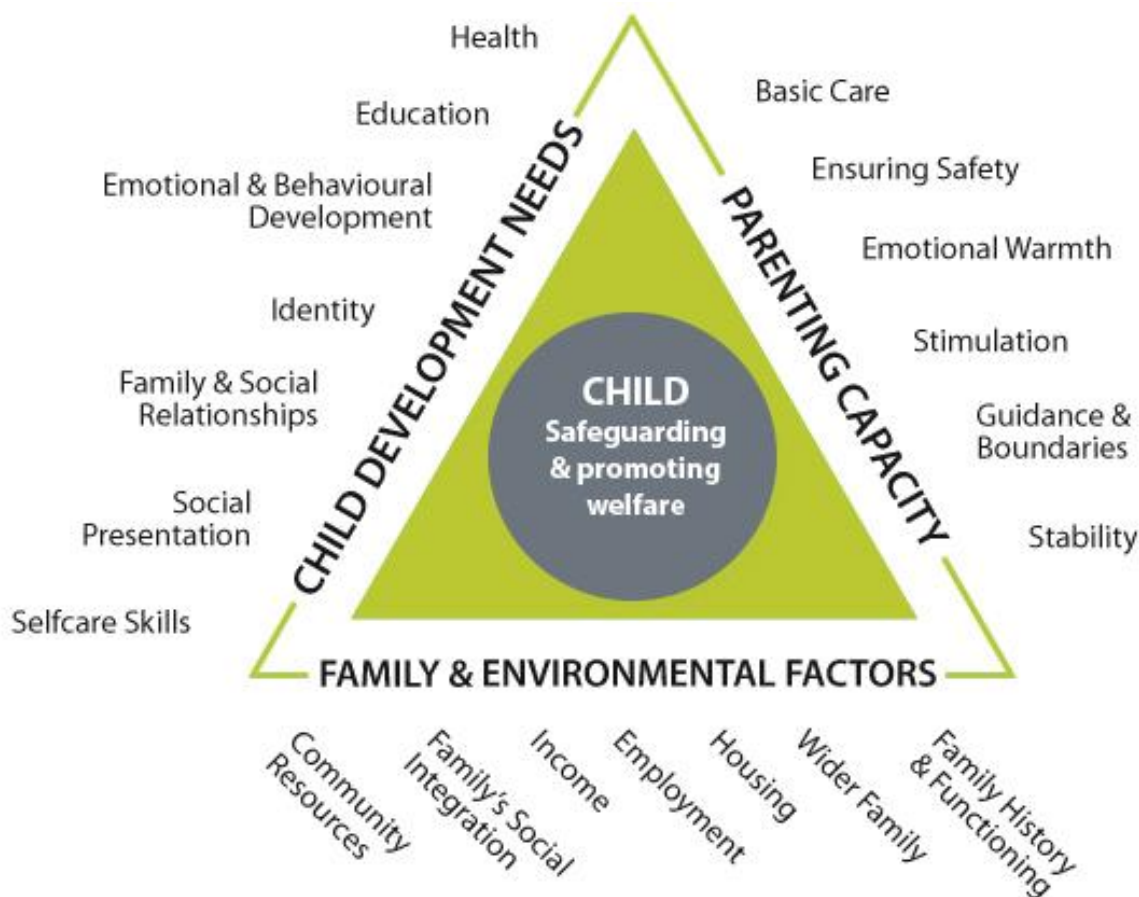 Health
Education
Emotional & Behavioural
Development
Identity
Family & Social
Relationships
Social
Presentation
Selfcare Skills
CHILD DEVELOPMENT NEEDS
CHILD
Safeguarding
& promoting
welfare
PARENTING CAPACITY
Basic Care
Ensuring Safety
Emotional Warmth
Stimulation
Guidance &
Boundaries
Stability
FAMILY & ENVIRONMENTAL FACTORS
Community
Resources
Family's Social
Integration
Income
Employment
Housing
Wider Family
Family History
& Functioning